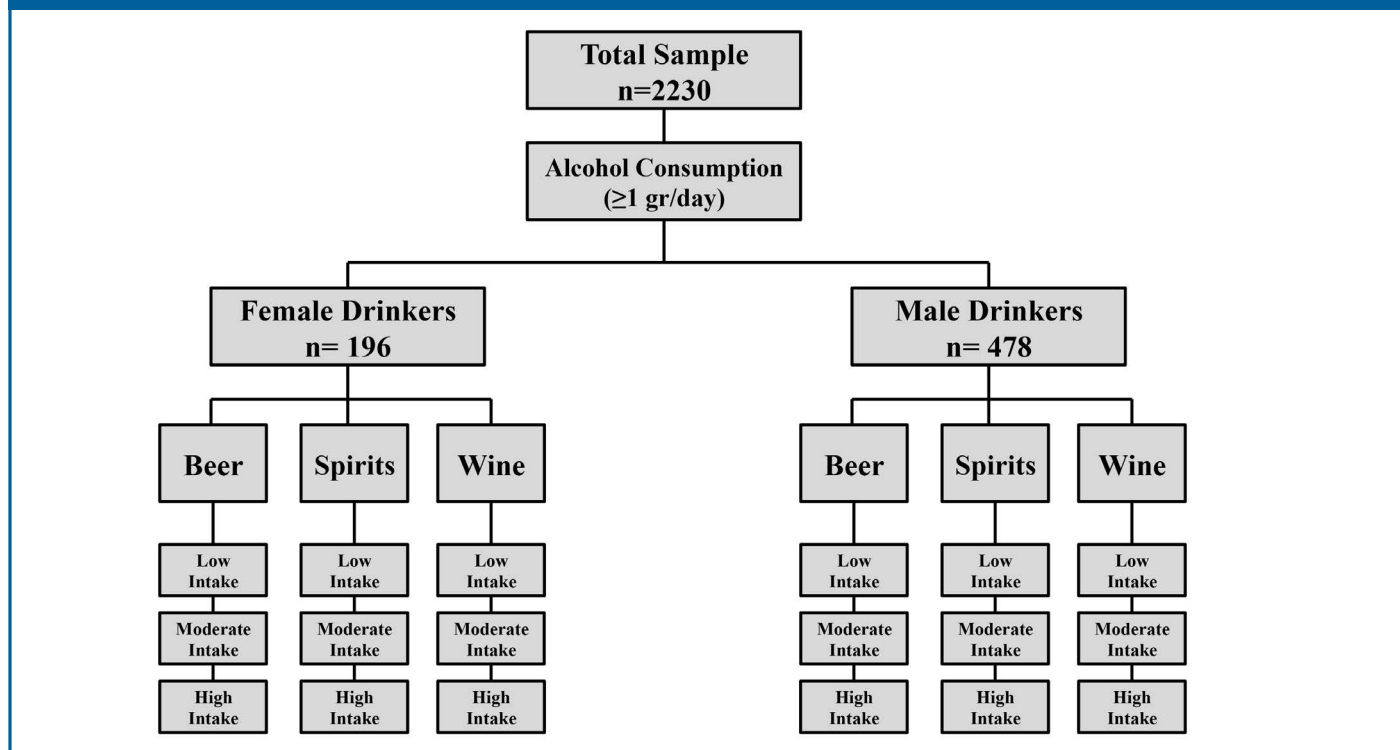 Total Sample
n=2230
Alcohol Consumption
(≥1 gr/day)
Female Drinkers
n= 196
Male Drinkers
n= 478
Beer
Spirits
Wine
Beer
Spirits
Wine
Low
Intake
Low
Intake
Low
Intake
Low
Intake
Low
Intake
Low
Intake
Moderate
Intake
Moderate
Intake
Moderate
Intake
Moderate
Intake
Moderate
Intake
Moderate
Intake
High
Intake
High
Intake
High
Intake
High
Intake
High
Intake
High
Intake